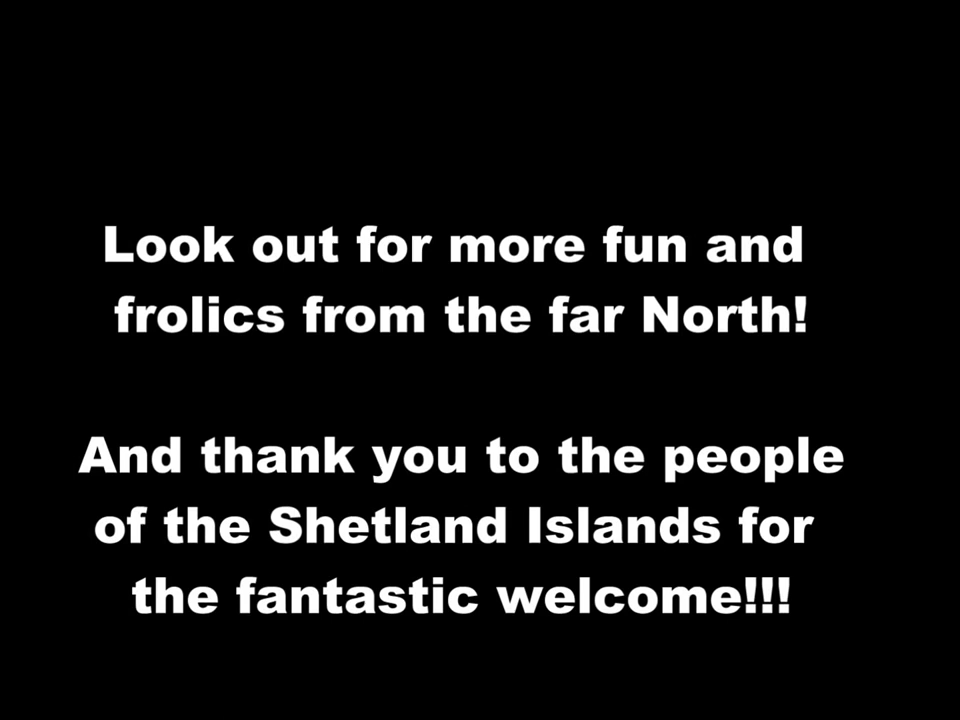 Look out for more fun and
frolics from the far North!
And thank you to the people
of the Shetland Islands for
the fantastic welcome!!!